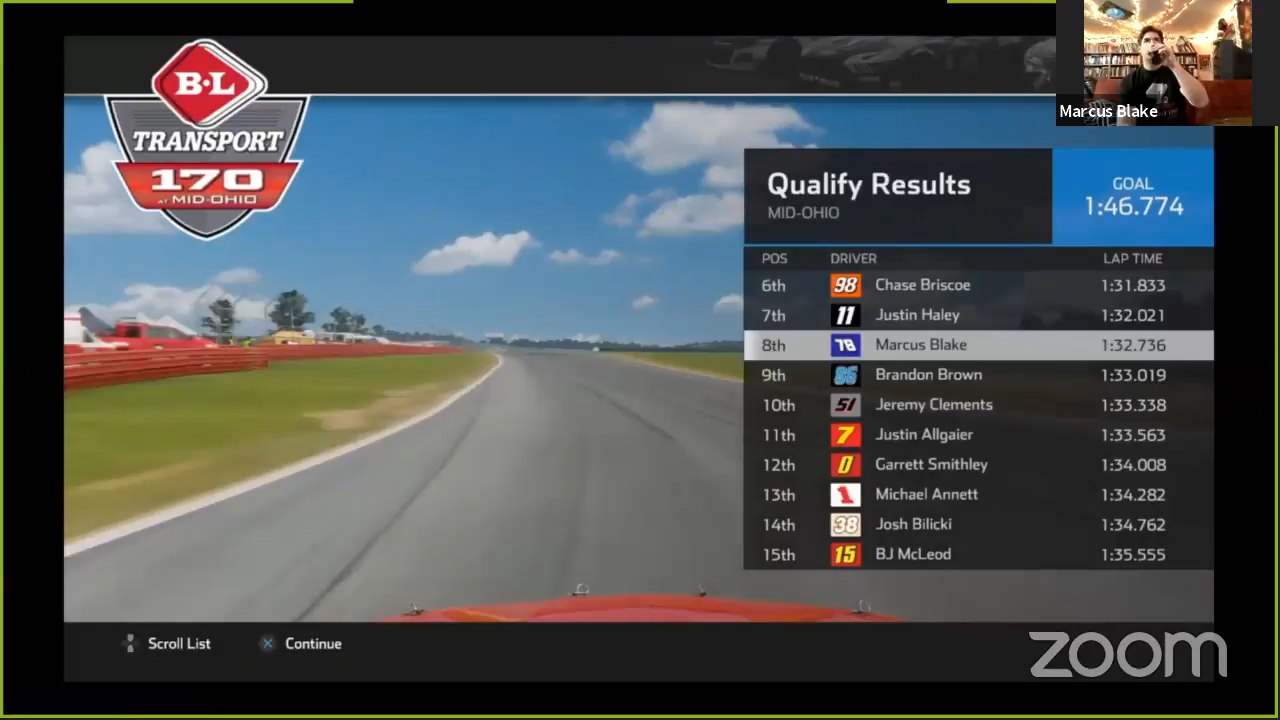 B·L
TRANSPORT
170
AT MID-OHIO
Marcus Blake
Qualify Results
MID-OHIO
GOAL
1:46.774
POS DRIVER LAP TIME
6th 98 Chase Briscoe 1:31.833
7th 11 Justin Haley 1:32.021
8th 78 Marcus Blake 1:32.736
9th 86 Brandon Brown 1:33.019
10th 51 Jeremy Clements 1:33.338
11th 7 Justin Allgaier 1:33.563
12th 0 Garrett Smithley 1:34.008
13th 1 Michael Annett 1:34.282
14th 38 Josh Bilicki 1:34.762
15th 15 BJ McLeod 1:35.555
Scroll List Continue
zoom